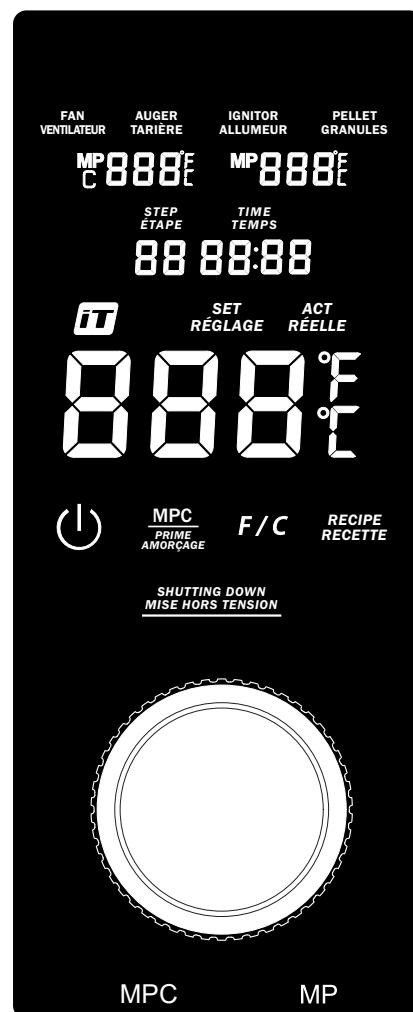 FAN AUGER IGNITOR PELLET
VENTILATEUR TARIÈRE ALLUMEUR GRANULES
MP 888°F MP 888°F
C
STEP TIME
ÉTAPE TEMPS
88 88:88
iT SET ACT
RÉGLAGE RÉELLE
888 °F
°C
MPC F/C RECIPE
PRIME RECETTE
AMORÇAGE
SHUTTING DOWN
MISE HORS TENSION
MPC MP